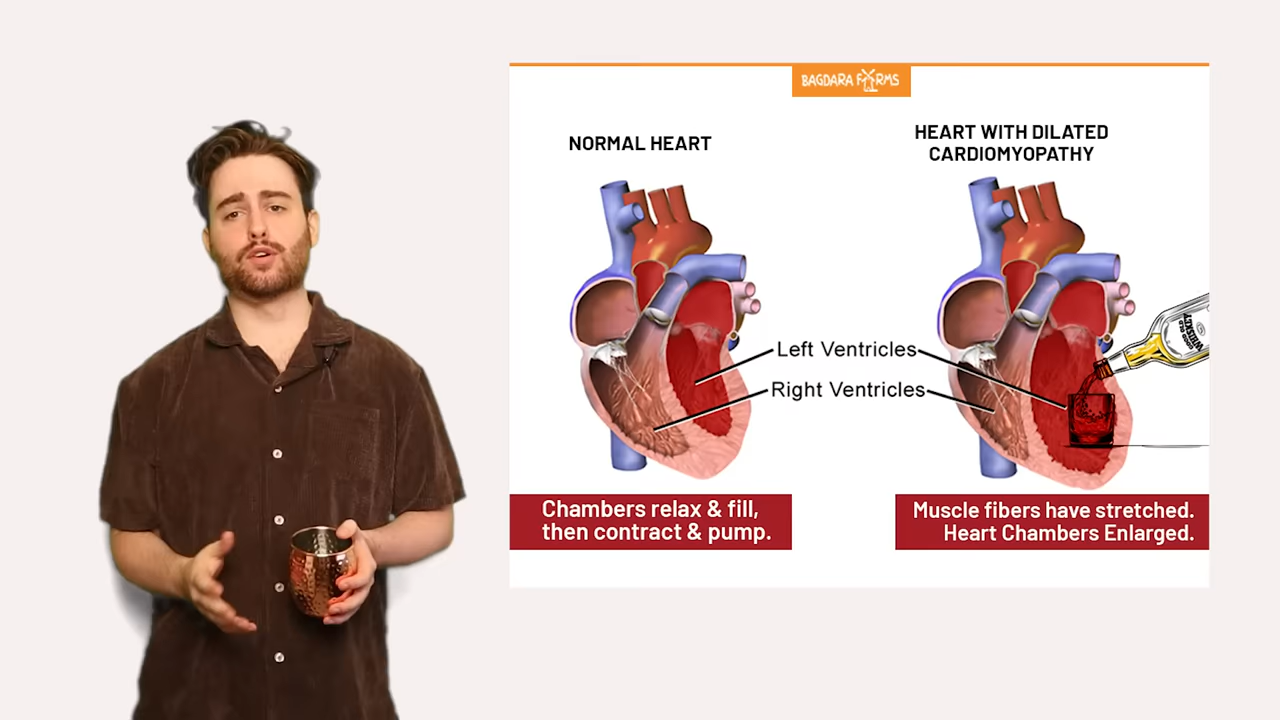 BAGDARA FARMS
NORMAL HEART
HEART WITH DILATED
CARDIOMYOPATHY
Left Ventricles
Right Ventricles
WHISKEY
Chambers relax & fill,
then contract & pump.
Muscle fibers have stretched.
Heart Chambers Enlarged.